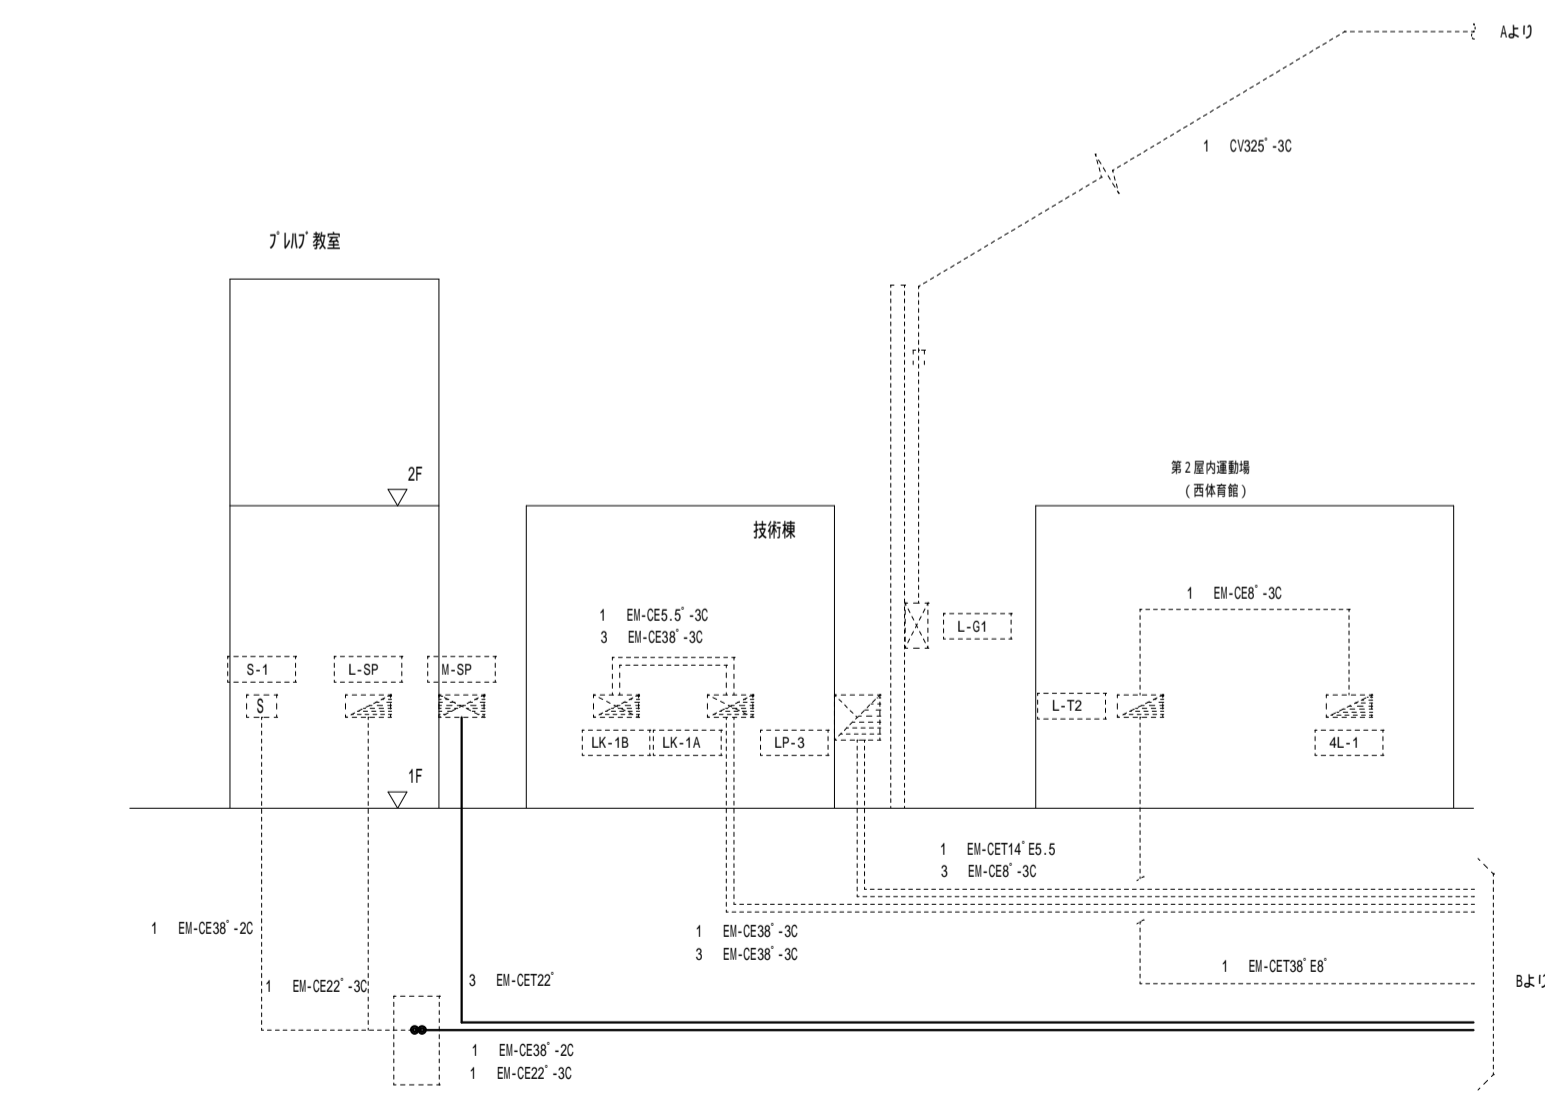 Aより
1 CV325°-3C
ﾌﾟﾚﾊﾌﾞ教室
2F
第2屋内運動場
(西体育館)
技術棟
1 EM-CE8°-3C
1 EM-CE5.5°-3C
3 EM-CE38°-3C
L-G1
S-1
L-SP
M-SP
S
L-T2
LK-1B
LK-1A
LP-3
4L-1
1F
1 EM-CET14°E5.5
3 EM-CE8°-3C
1 EM-CE38°-2C
1 EM-CE38°-3C
3 EM-CE38°-3C
1 EM-CET38°E8°
3 EM-CET22°
1 EM-CE22°-3C
Bより
1 EM-CE38°-2C
1 EM-CE22°-3C